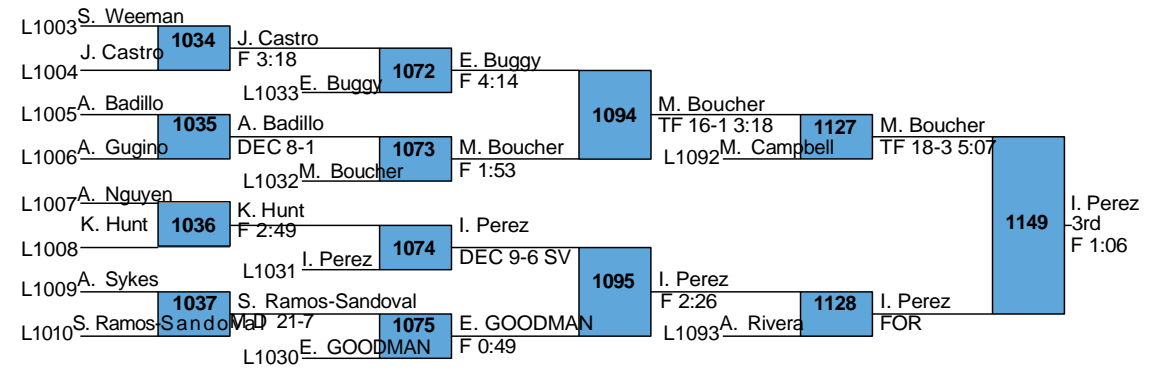 S. Weeman
L1003
1034
J. Castro
L1004
J. Castro
F 3:18
1072
E. Buggy
L1033
E. Buggy
F 4:14
A. Badillo
L1005
1035
A. Gugino
L1006
A. Badillo
DEC 8-1
1073
M. Boucher
L1032
M. Boucher
F 1:53
1094
M. Boucher
TF 16-1 3:18
1127
M. Campbell
L1092
M. Boucher
TF 18-3 5:07
A. Nguyen
L1007
1036
K. Hunt
L1008
K. Hunt
F 2:49
1074
I. Perez
L1031
I. Perez
DEC 9-6 SV
A. Sykes
L1009
1037
S. Ramos-Sandoval
L1010
S. Ramos-Sandoval
MD 21-7
1075
E. GOODMAN
L1030
E. GOODMAN
F 0:49
1095
I. Perez
F 2:26
1128
A. Rivera
L1093
I. Perez
FOR
1149
I. Perez
3rd
F 1:06